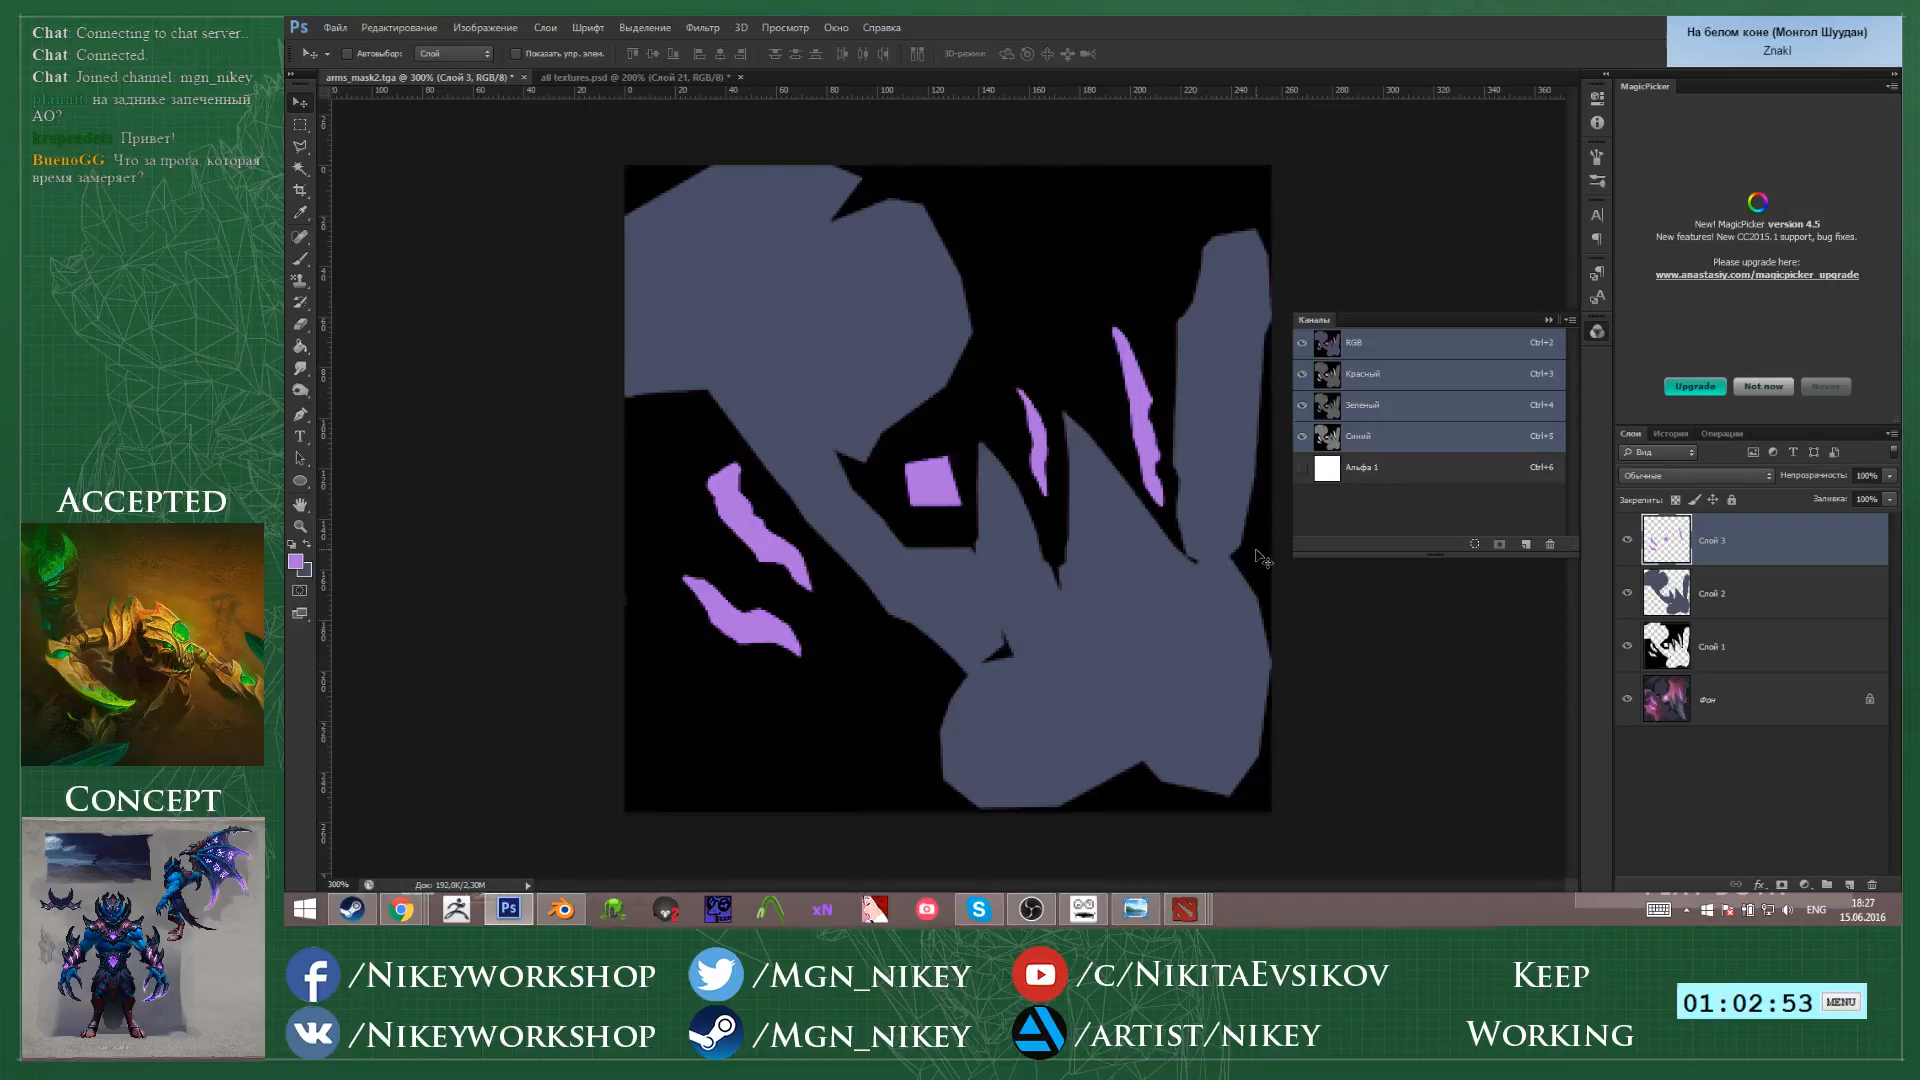 Chat: Connecting to chat server..
Chat: Connected.
Chat: Joined channel: mgn_nikey.
на заднике запеченный
АО?
krependets: Привет!
BuenoGG: Что за прога, которая
время замеряет?
ACCEPTED
CONCEPT
Ps Файл Редактирование Изображение Слои Шрифт Выделение Фильтр 3D Просмотр Окно Справка
Автовыбор: Слой Показать упр. элем. 3D-режим:
arms_mask2.tga @ 300% (Слой 3, RGB/8) * × all textures.psd @ 200% (Слой 21, RGB/8) * ×
На белом коне (Монгол Шуудан)
Znaki
MagicPicker
New! MagicPicker version 4.5
New features! New CC2015.1 support, bug fixes.
Please upgrade here:
www.anastasiy.com/magicpicker_upgrade
Upgrade Not now Never
Каналы
RGB Ctrl+2
Красный Ctrl+3
Зеленый Ctrl+4
Синий Ctrl+5
Альфа 1 Ctrl+6
Слои История Операции
Вид
Обычные Непрозрачность: 100%
Закрепить: Заливка: 100%
Слой 3
Слой 2
Слой 1
Фон
300% Док: 192,0K/2,30M
ENG
18:27
15.06.2016
/NIKEYWORKSHOP /MGN_NIKEY /C/NIKITAEVSIKOV KEEP
/NIKEYWORKSHOP /MGN_NIKEY /ARTIST/NIKEY WORKING
01:02:53 MENU